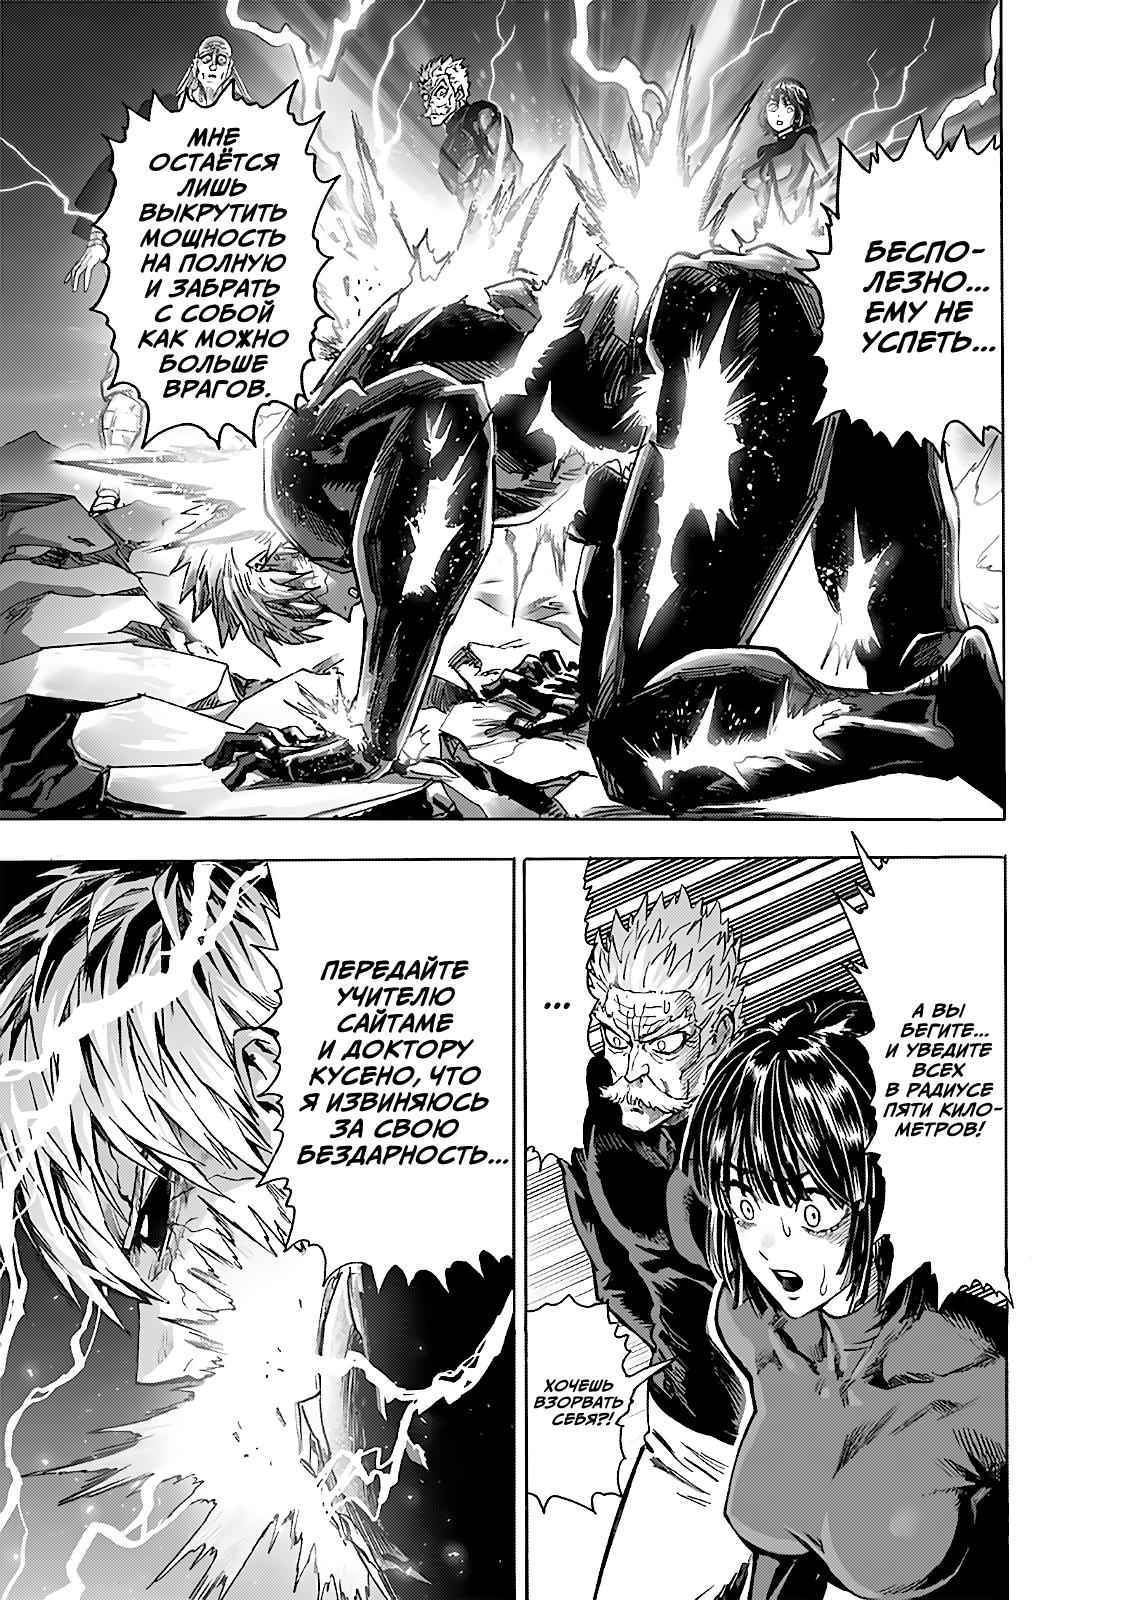 БЕСПО-
ЛЕЗНО...
ЕМУ НЕ
УСПЕТЬ...
МНЕ
ОСТАЁТСЯ
ЛИШЬ
ВЫКРУТИТЬ
МОЩНОСТЬ
НА ПОЛНУЮ
И ЗАБРАТЬ
С СОБОЙ
КАК МОЖНО
БОЛЬШЕ
ВРАГОВ.
А ВЫ
БЕГИТЕ...
И УВЕДИТЕ
ВСЕХ
В РАДИУСЕ
ПЯТИ КИЛО-
МЕТРОВ!
...
ХОЧЕШЬ
ВЗОРВАТЬ
СЕБЯ?!
ПЕРЕДАЙТЕ
УЧИТЕЛЮ
САЙТАМЕ
И ДОКТОРУ
КУСЕНО, ЧТО
Я ИЗВИНЯЮСЬ
ЗА СВОЮ
БЕЗДАРНОСТЬ...